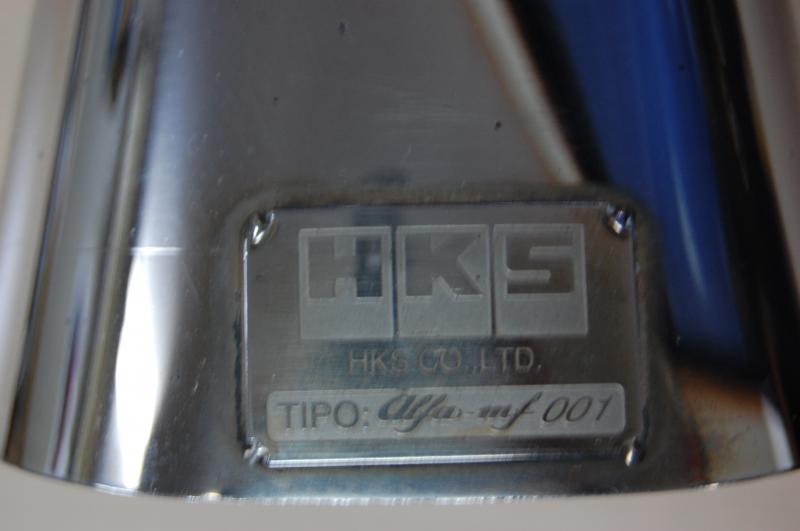 HKS
HKS CO.,LTD.
TIPO: Alfa-mf 001